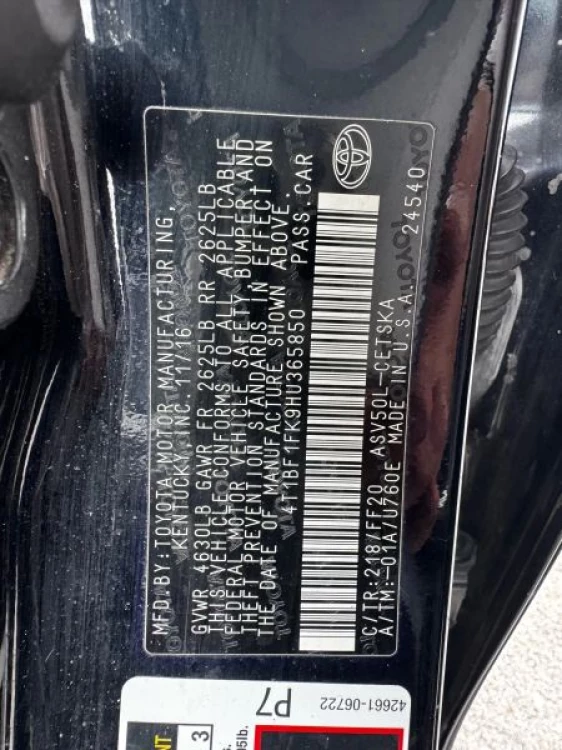 MFD.BY:TOYOTA MOTOR MANUFACTURING,
KENTUCKY,INC. 11/16
GVWR 4630LB GAWR FR 2625LB RR 2625LB
THIS VEHICLE CONFORMS TO ALL APPLICABLE
FEDERAL MOTOR VEHICLE SAFETY, BUMPER AND
THEFT PREVENTION STANDARDS IN EFFECT ON
THE DATE OF MANUFACTURE SHOWN ABOVE.
4T1BF1FK9HU365850 PASS. CAR
C/TR:218/FF20 ASV50L-CETSKA
A/TM:-01A/U760E MADE IN U.S.A 24540
42661-06722
P7
3